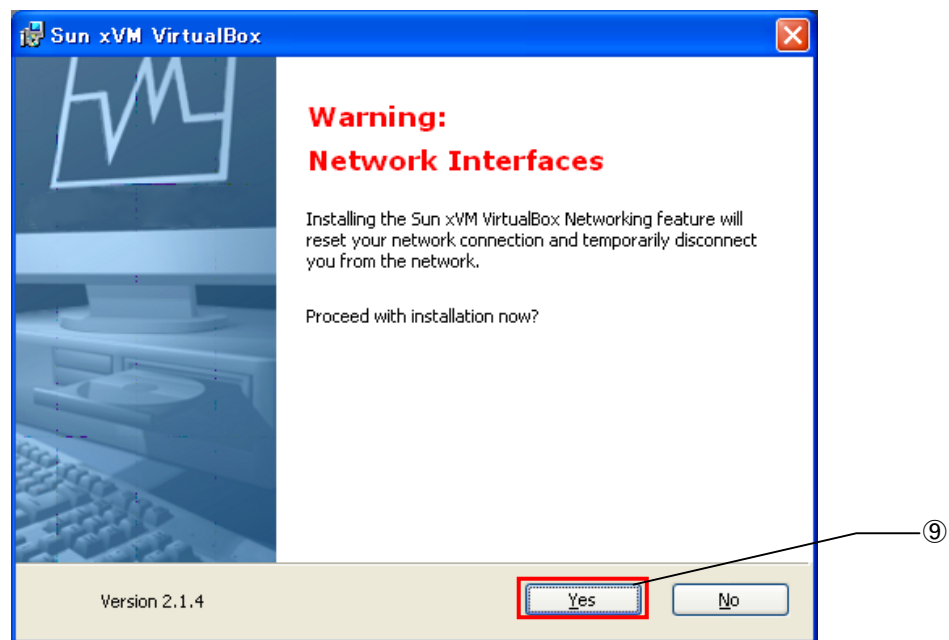 Sun xVM VirtualBox
Warning:
Network Interfaces
Installing the Sun xVM VirtualBox Networking feature will
reset your network connection and temporarily disconnect
you from the network.
Proceed with installation now?
⑨
Version 2.1.4
Yes
No